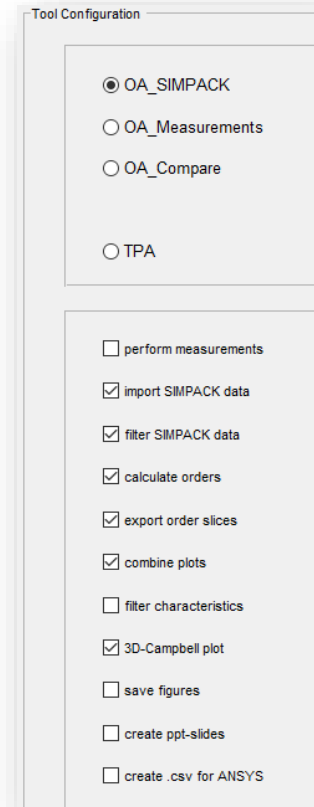 Tool Configuration
OA_SIMPACK
OA_Measurements
OA_Compare
TPA
perform measurements
import SIMPACK data
filter SIMPACK data
calculate orders
export order slices
combine plots
filter characteristics
3D-Campbell plot
save figures
create ppt-slides
create .csv for ANSYS